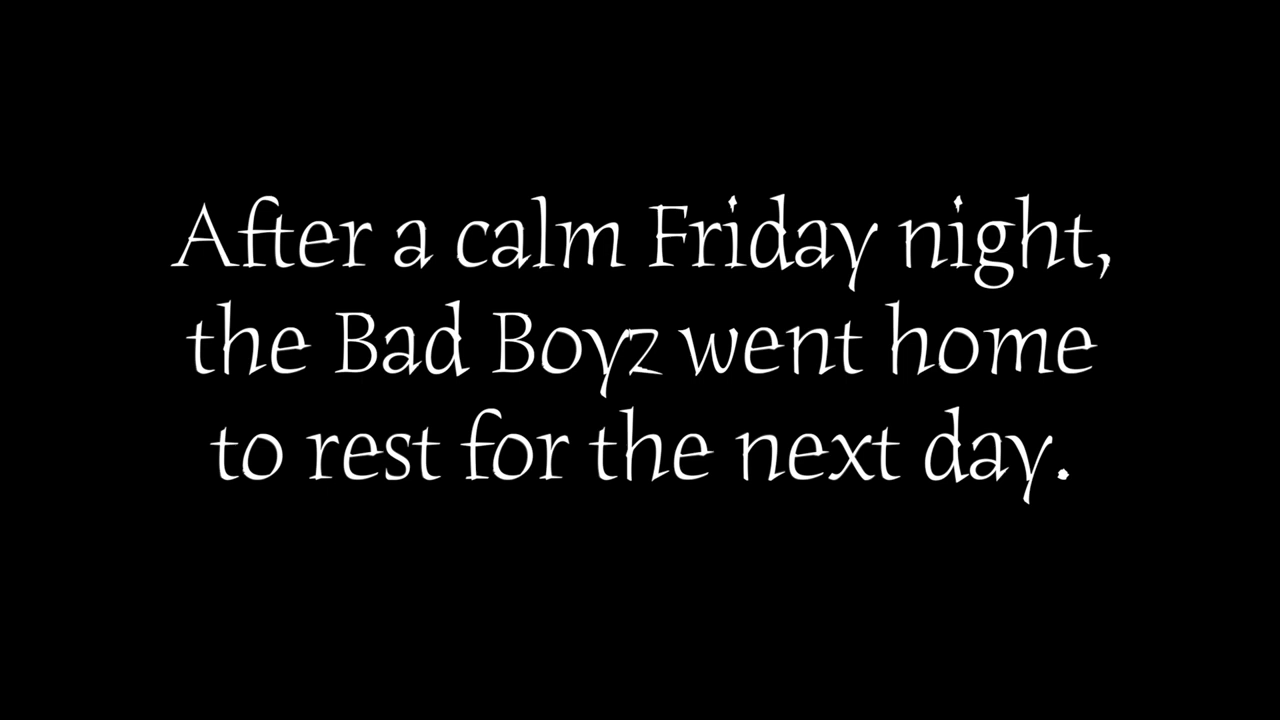 After a calm Friday night,
the Bad Boyz went home
to rest for the next day.